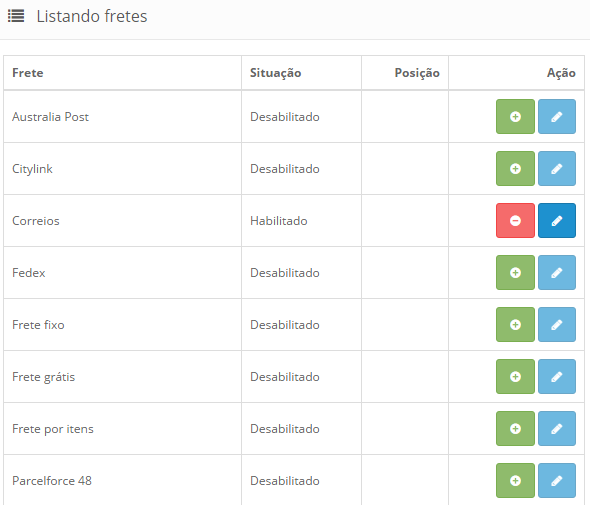 Listando fretes
Frete Situação Posição Ação
Australia Post Desabilitado
Citylink Desabilitado
Correios Habilitado
Fedex Desabilitado
Frete fixo Desabilitado
Frete grátis Desabilitado
Frete por itens Desabilitado
Parcelforce 48 Desabilitado